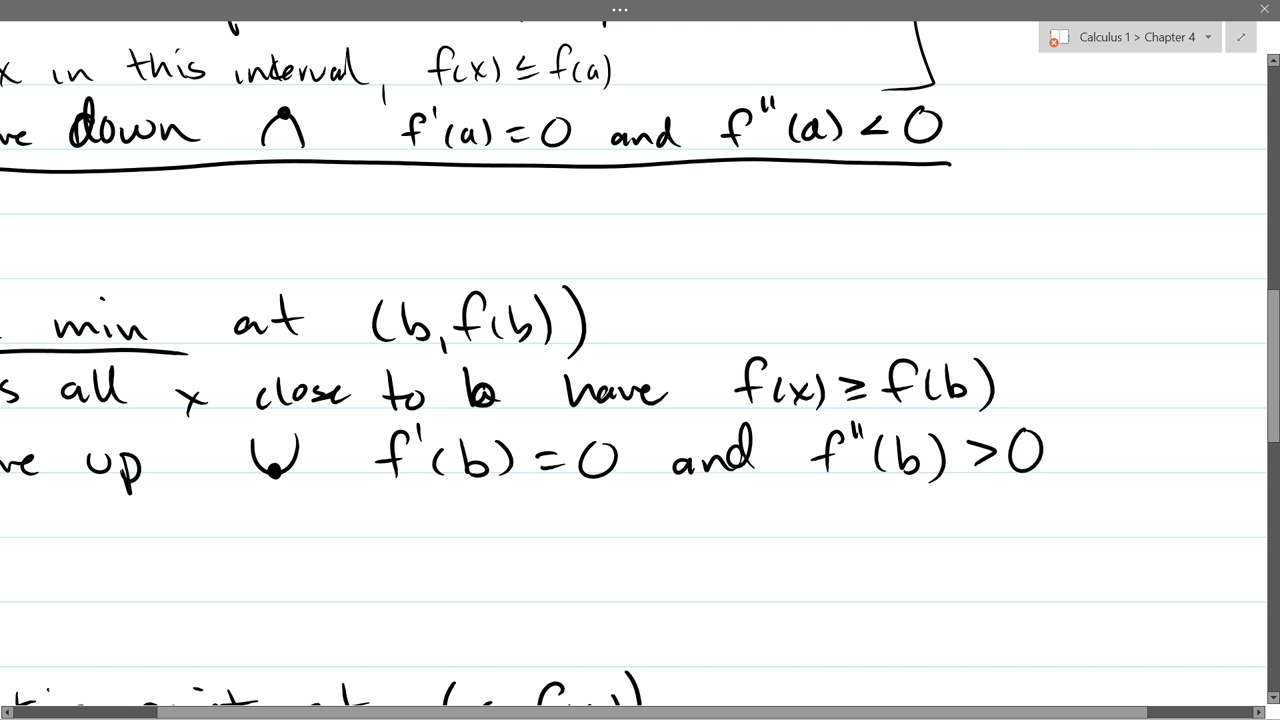 Calculus 1 > Chapter 4
x in this interval, f(x) ≤ f(a)
ve down f'(a) = 0 and f''(a) < 0
min at (b, f(b))
s all x close to b have f(x) ≥ f(b)
ve up f'(b) = 0 and f''(b) > 0